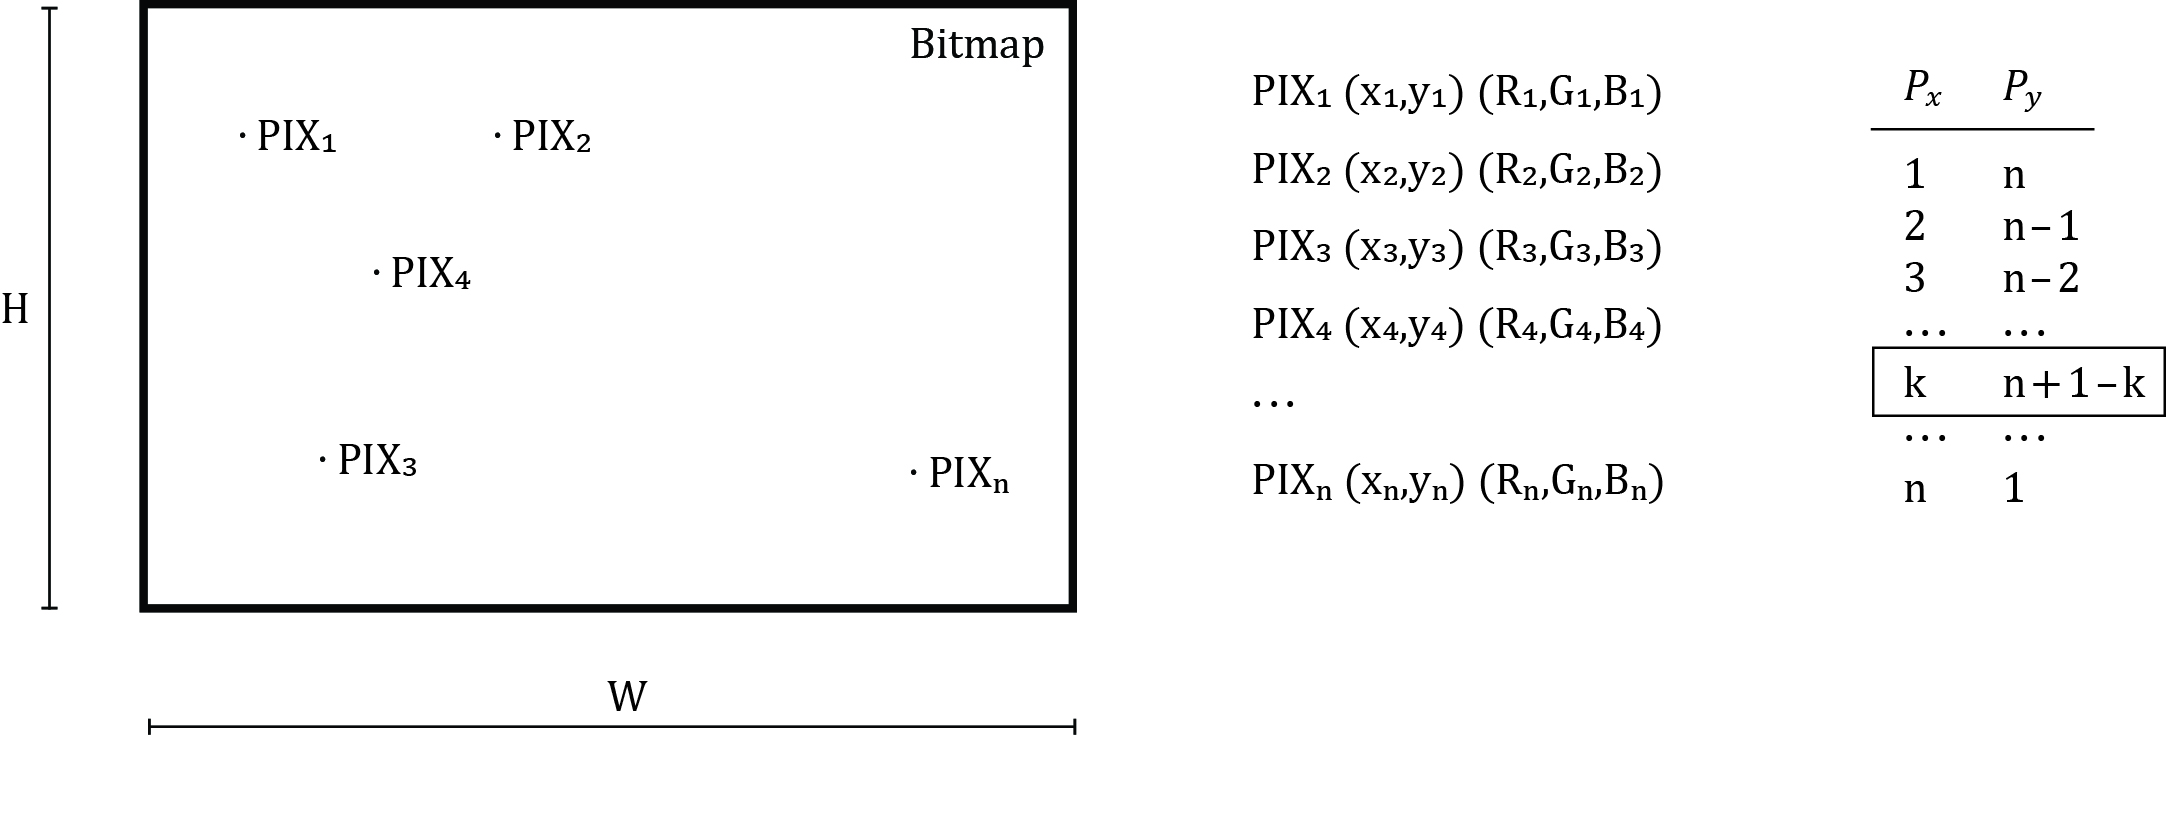 Bitmap
· PIX₁
· PIX₂
· PIX₄
· PIX₃
· PIXₙ
H
W
PIX₁ (x₁,y₁) (R₁,G₁,B₁)
PIX₂ (x₂,y₂) (R₂,G₂,B₂)
PIX₃ (x₃,y₃) (R₃,G₃,B₃)
PIX₄ (x₄,y₄) (R₄,G₄,B₄)
...
PIXₙ (xₙ,yₙ) (Rₙ,Gₙ,Bₙ)
Pₓ Pᵧ
1 n
2 n−1
3 n−2
... ...
k n+1−k
... ...
n 1